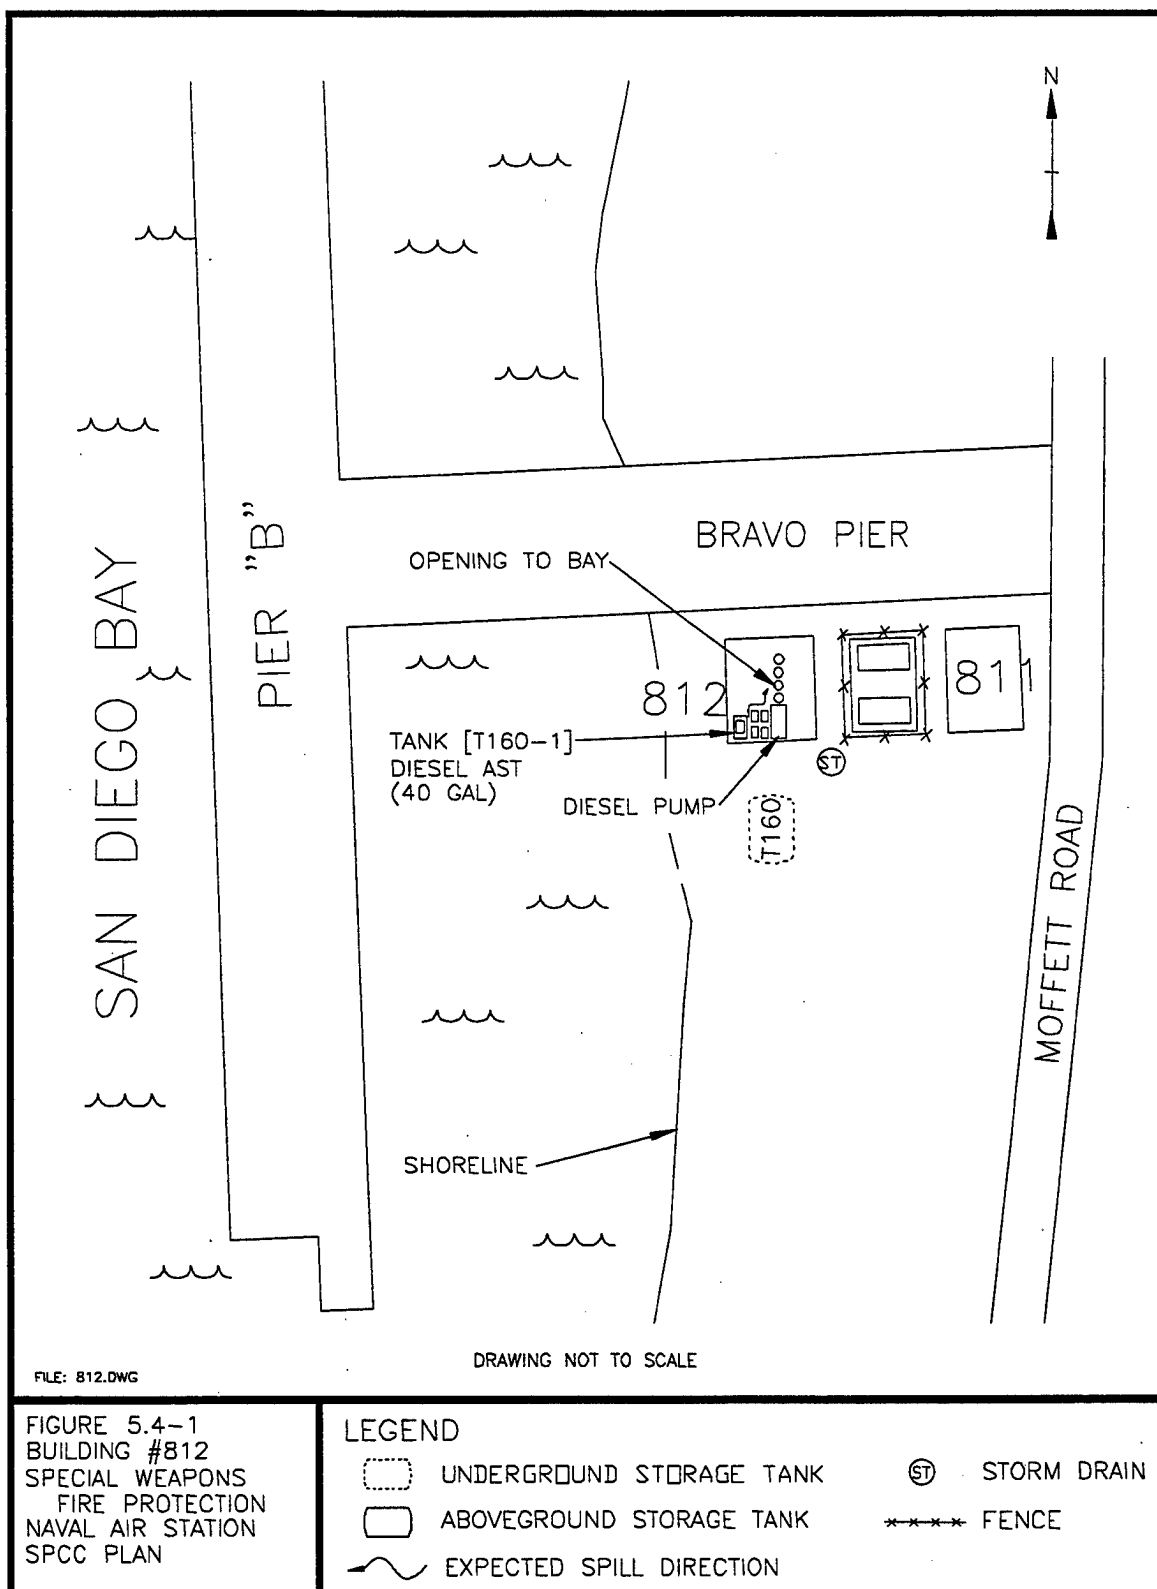 N
SAN DIEGO BAY
PIER "B"
BRAVO PIER
OPENING TO BAY
812
811
TANK [T160-1]
DIESEL AST
(40 GAL)
ST
DIESEL PUMP
T160
MOFFETT ROAD
SHORELINE
DRAWING NOT TO SCALE
FILE: 812.DWG
FIGURE 5.4-1
BUILDING #812
SPECIAL WEAPONS
FIRE PROTECTION
NAVAL AIR STATION
SPCC PLAN
LEGEND
UNDERGROUND STORAGE TANK
ST STORM DRAIN
ABOVEGROUND STORAGE TANK
FENCE
EXPECTED SPILL DIRECTION